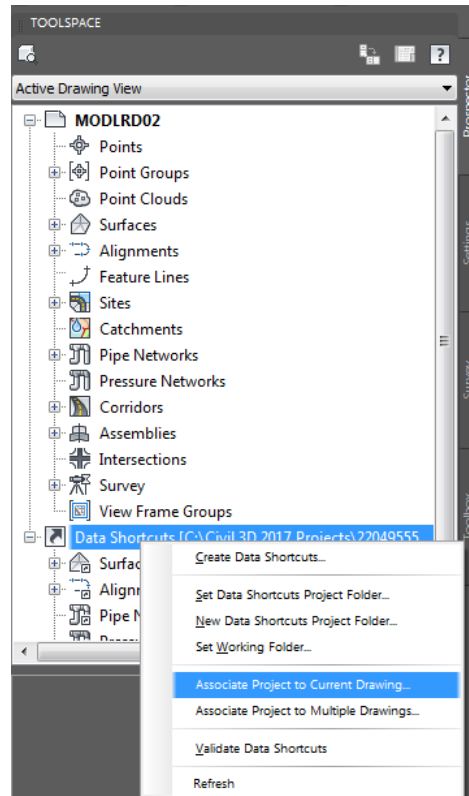 TOOLSPACE
?
Active Drawing View
MODLRD02
Points
Point Groups
Point Clouds
Surfaces
Alignments
Feature Lines
Sites
Catchments
Pipe Networks
Pressure Networks
Corridors
Assemblies
Intersections
Survey
View Frame Groups
Data Shortcuts [C:\Civil 3D 2017 Projects\22049555
Surfac
Alignr
Pipe N
Create Data Shortcuts...
Set Data Shortcuts Project Folder...
New Data Shortcuts Project Folder...
Set Working Folder...
Associate Project to Current Drawing...
Associate Project to Multiple Drawings...
Validate Data Shortcuts
Refresh
Prospector
Settings
Survey
Toolbox